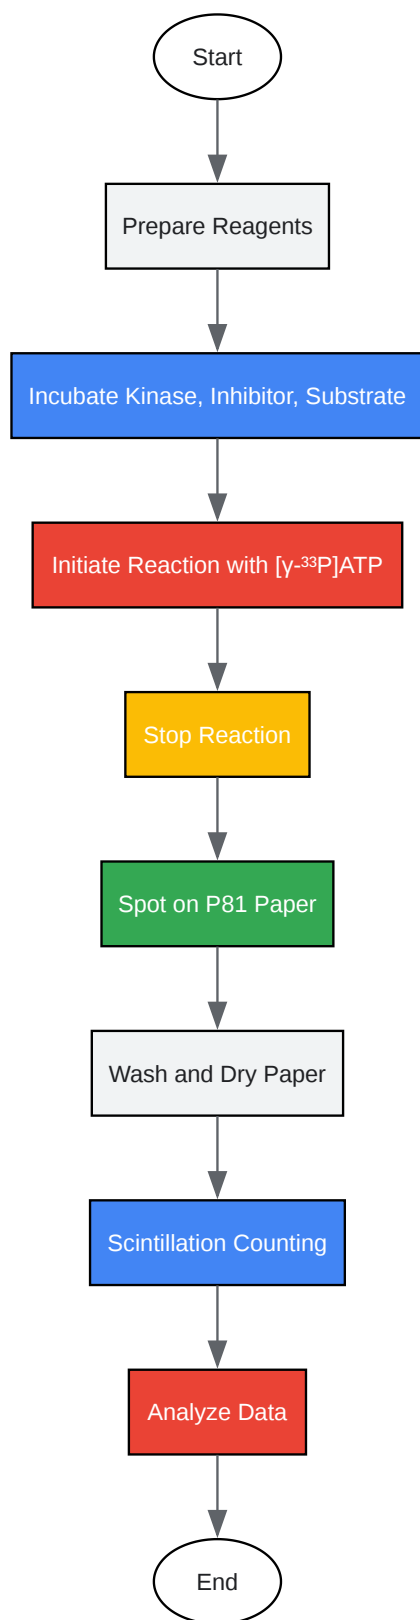 Start
Prepare Reagents
Incubate Kinase, Inhibitor, Substrate
Initiate Reaction with [γ-³³P]ATP
Stop Reaction
Spot on P81 Paper
Wash and Dry Paper
Scintillation Counting
Analyze Data
End